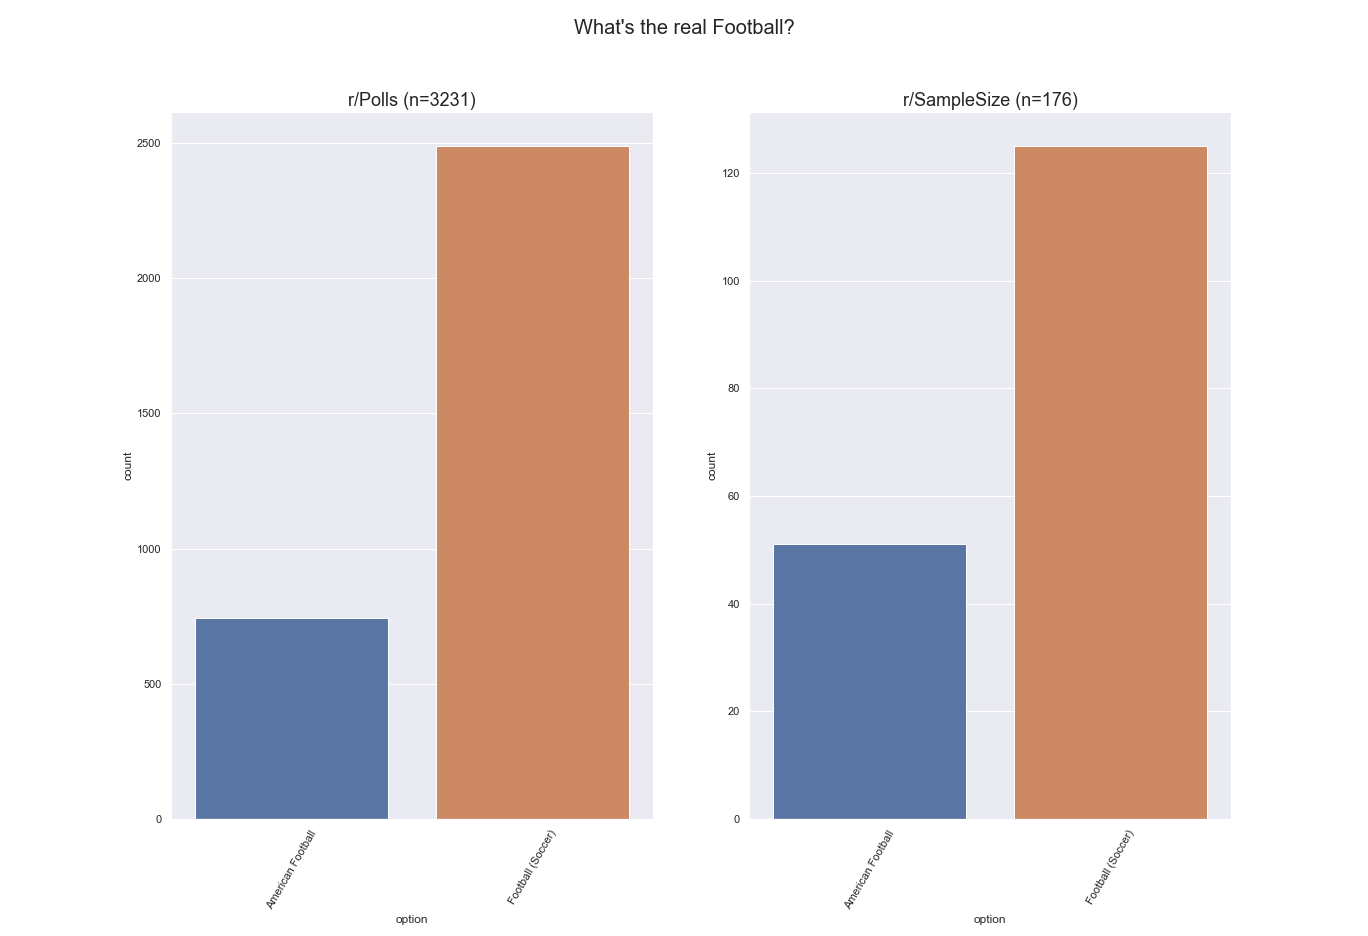 What's the real Football?
r/Polls (n=3231)
2500
2000
1500
1000
500
0
count
American Football
Football (Soccer)
option
r/SampleSize (n=176)
120
100
80
60
40
20
0
count
American Football
Football (Soccer)
option